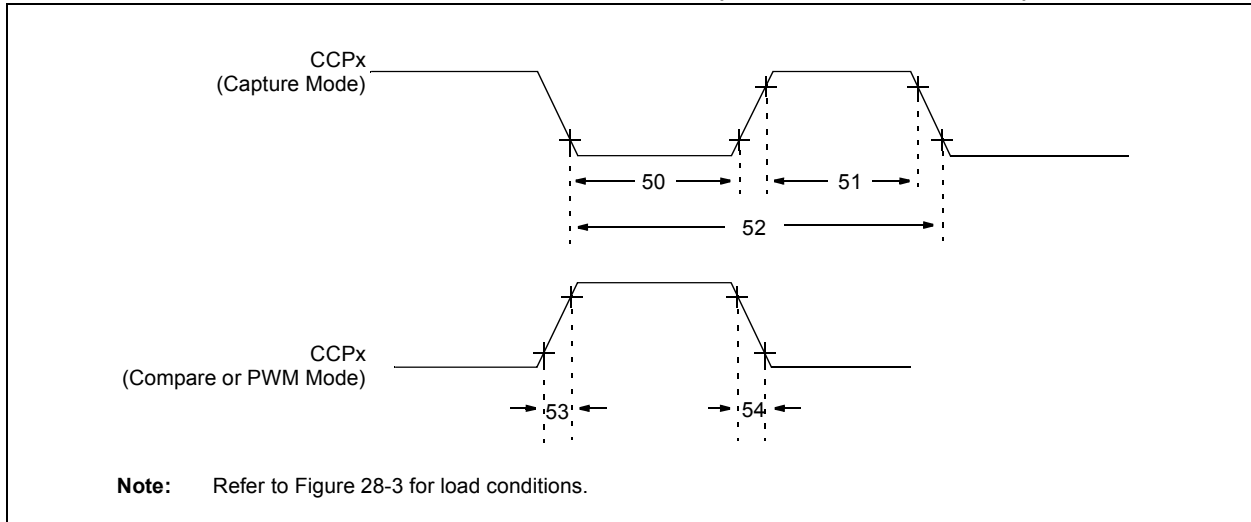 CCPx
(Capture Mode)
50
51
52
CCPx
(Compare or PWM Mode)
53
54
Note: Refer to Figure 28-3 for load conditions.